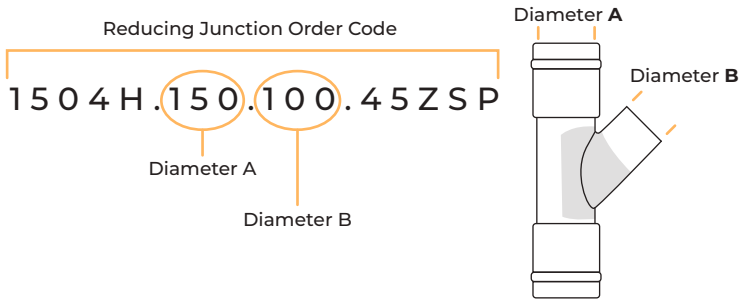 Reducing Junction Order Code
1504H.150.100.45ZSP
Diameter A
Diameter B
Diameter A
Diameter B